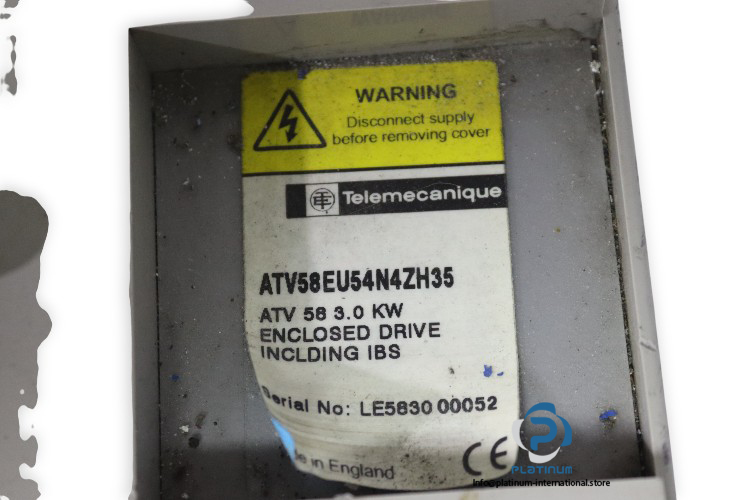 WARNING
Disconnect supply
before removing cover
Telemecanique
ATV58EU54N4ZH35
ATV 58 3.0 KW
ENCLOSED DRIVE
INCLDING IBS
Serial No: LE5830 00052
in England
CE
PLATINUM
Info@platinum-international.store